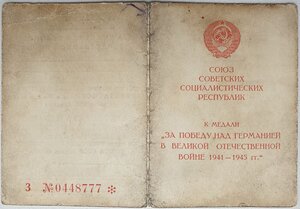 З №0448777 *
СОЮЗ
СОВЕТСКИХ
СОЦИАЛИСТИЧЕСКИХ
РЕСПУБЛИК
К МЕДАЛИ
„ЗА ПОБЕДУ НАД ГЕРМАНИЕЙ
В ВЕЛИКОЙ ОТЕЧЕСТВЕННОЙ
ВОЙНЕ 1941—1945 гг.“